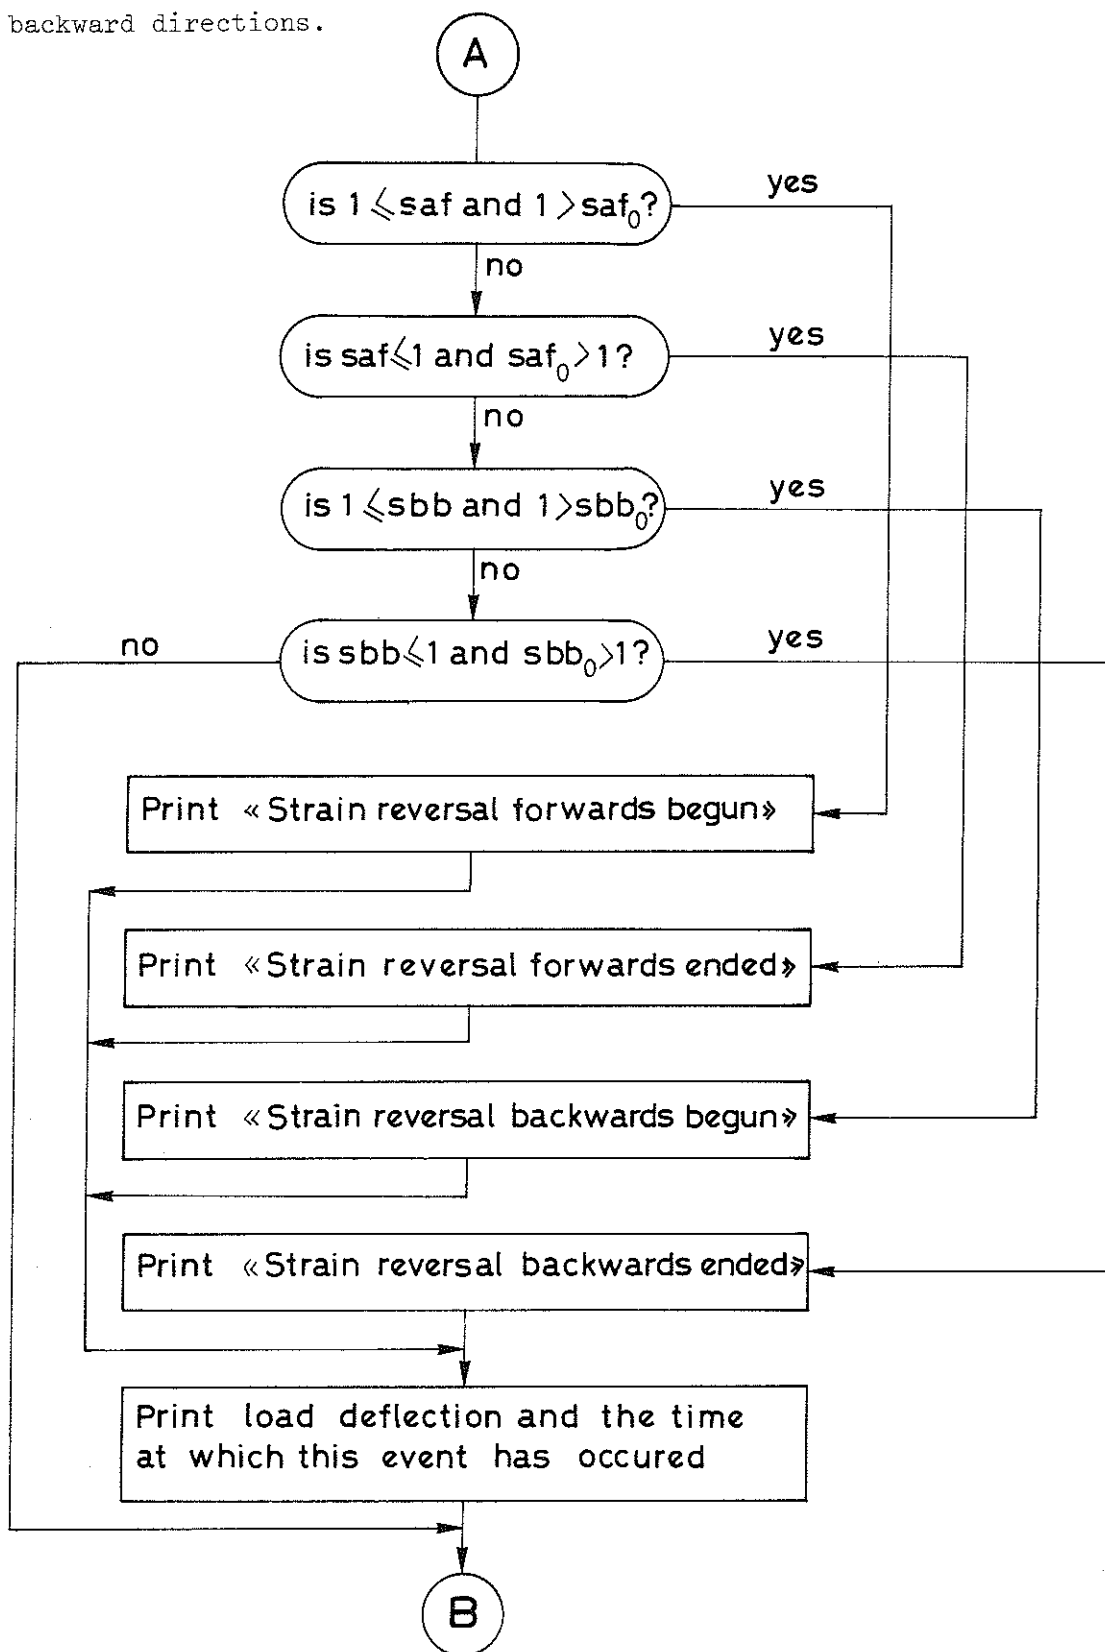 backward directions.
A
is 1 ⩽ saf and 1 > saf₀?
yes
no
is saf ⩽ 1 and saf₀ > 1?
yes
no
is 1 ⩽ sbb and 1 > sbb₀?
yes
no
is sbb ⩽ 1 and sbb₀ > 1?
yes
no
Print «Strain reversal forwards begun»
Print «Strain reversal forwards ended»
Print «Strain reversal backwards begun»
Print «Strain reversal backwards ended»
Print load deflection and the time
at which this event has occured
B